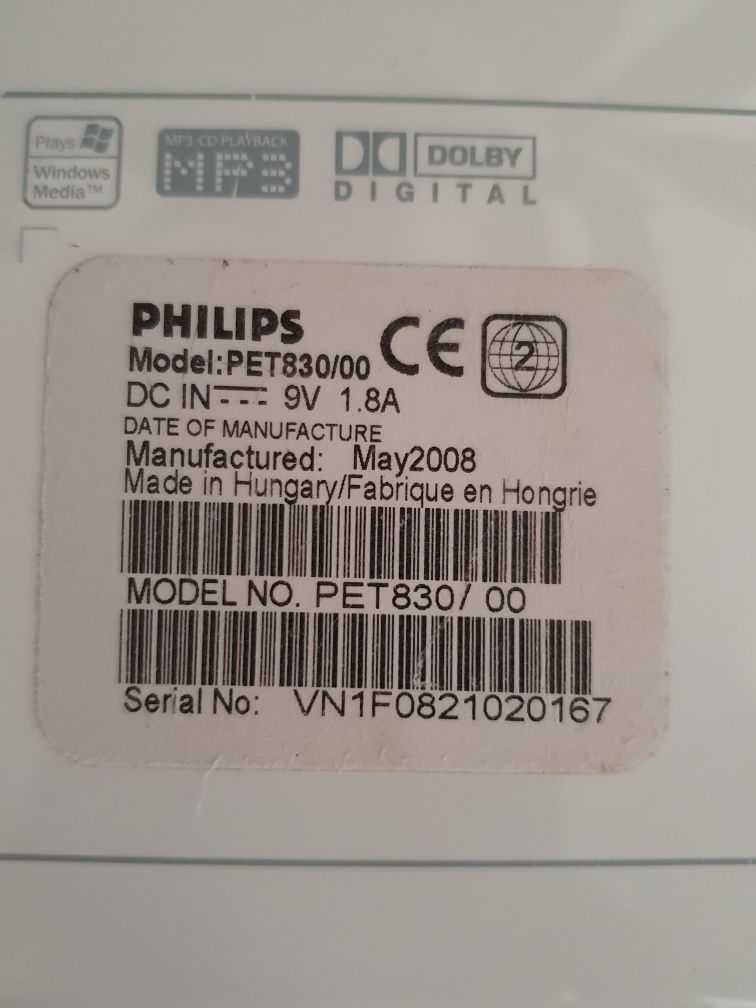 Plays
Windows
Media™
MP3-CD PLAYBACK
MP3
DOLBY
DIGITAL
PHILIPS
Model:PET830/00
CE
2
DC IN 9V 1.8A
DATE OF MANUFACTURE
Manufactured: May2008
Made in Hungary/Fabrique en Hongrie
MODEL NO. PET830/ 00
Serial No: VN1F0821020167